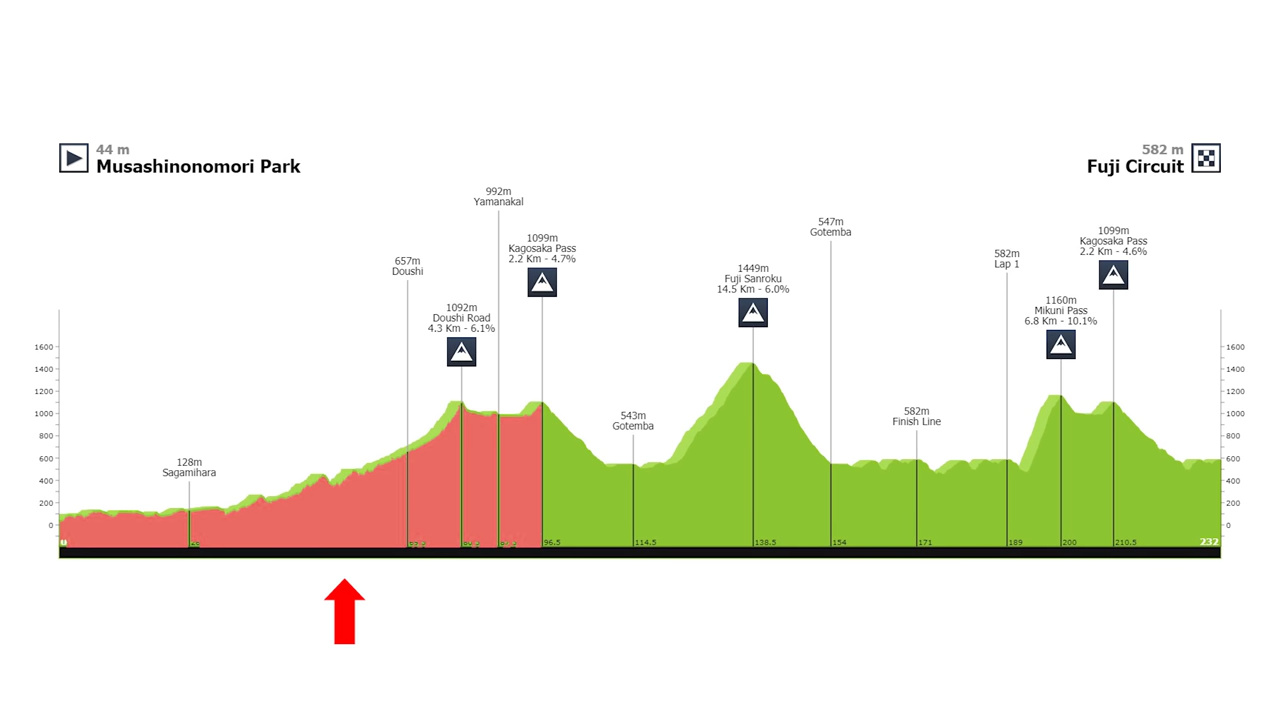 44 m
Musashinonomori Park
582 m
Fuji Circuit
992m
Yamanakal
1099m
Kagosaka Pass
2.2 Km - 4.7%
547m
Gotemba
1099m
Kagosaka Pass
2.2 Km - 4.6%
657m
Doushi
1449m
Fuji Sanroku
14.5 Km - 6.0%
582m
Lap 1
1092m
Doushi Road
4.3 Km - 6.1%
1160m
Mikuni Pass
6.8 Km - 10.1%
543m
Gotemba
582m
Finish Line
128m
Sagamihara
1600
1400
1200
1000
800
600
400
200
0
1600
1400
1200
1000
800
600
400
200
0
0
26
96.5
114.5
138.5
154
171
189
200
210.5
232